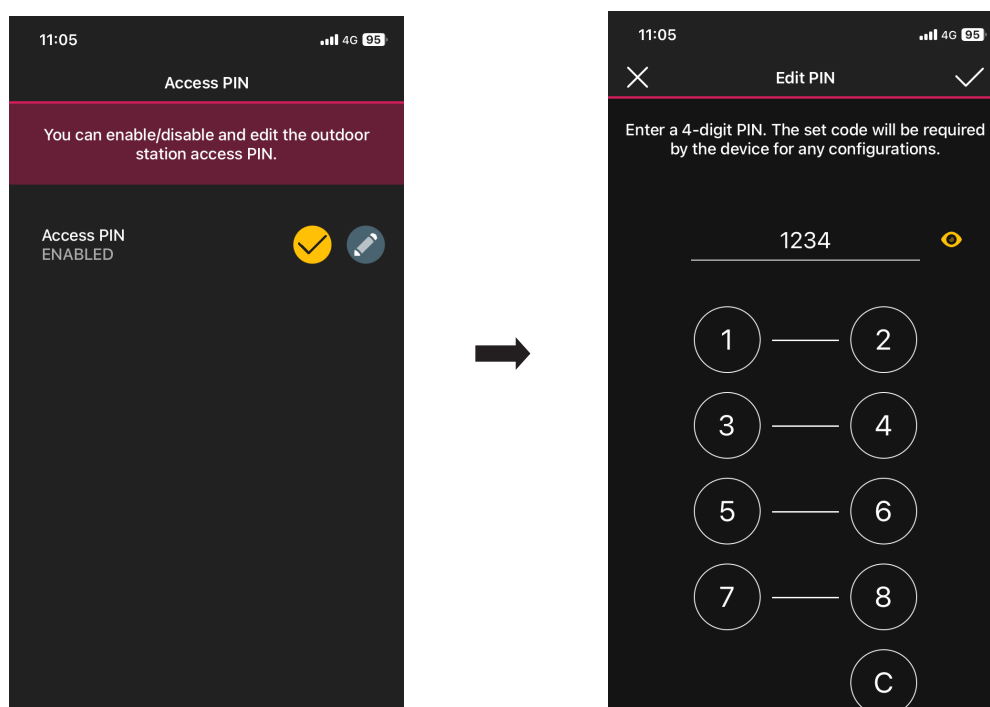 11:05
4G 95
Access PIN
You can enable/disable and edit the outdoor
station access PIN.
Access PIN
ENABLED
11:05
4G 95
Edit PIN
Enter a 4-digit PIN. The set code will be required
by the device for any configurations.
1234
1 2
3 4
5 6
7 8
C